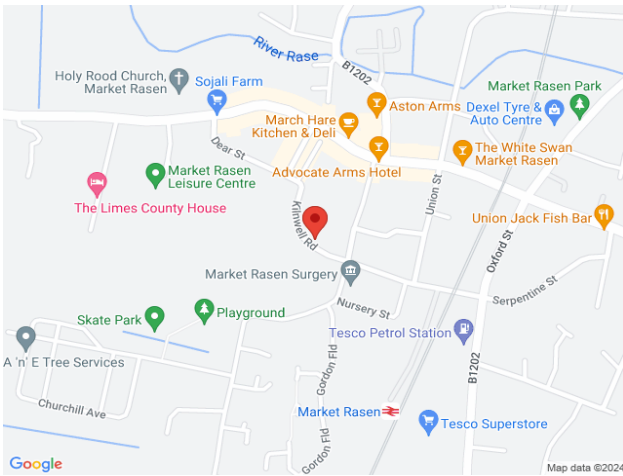 River Rase
B1202
Holy Rood Church,
Market Rasen
Sojali Farm
Market Rasen Park
Aston Arms
Dexel Tyre &
Auto Centre
March Hare
Kitchen & Deli
The White Swan
Market Rasen
Dear St
Advocate Arms Hotel
Market Rasen
Leisure Centre
Union St
The Limes County House
Kilnwell Rd
Union Jack Fish Bar
Oxford St
Market Rasen Surgery
Serpentine St
Nursery St
Skate Park
Playground
Tesco Petrol Station
A 'n' E Tree Services
Gordon Fld
B1202
Churchill Ave
Market Rasen
Tesco Superstore
Gordon Fld
Google
Map data ©2024